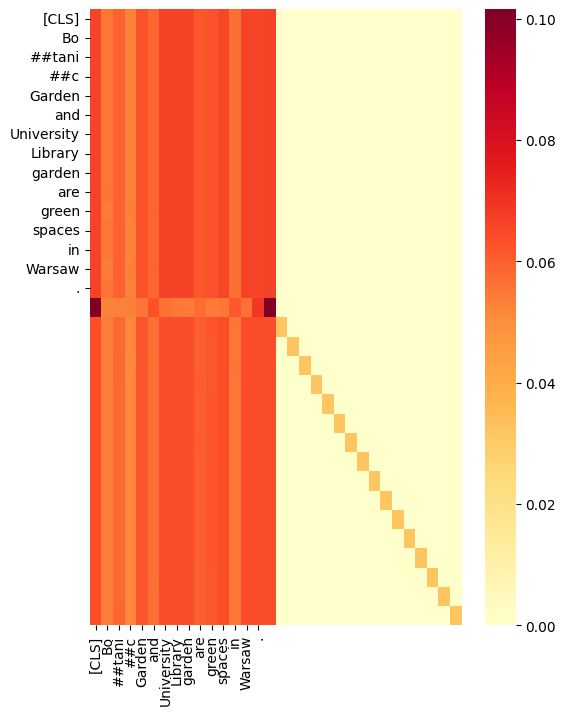 [CLS]
Bo
##tani
##c
Garden
and
University
Library
garden
are
green
spaces
in
Warsaw
.
0.10
0.08
0.06
0.04
0.02
0.00
[CLS]
Bo
##tani
##c
Garden
and
University
Library
garden
are
green
spaces
in
Warsaw
.